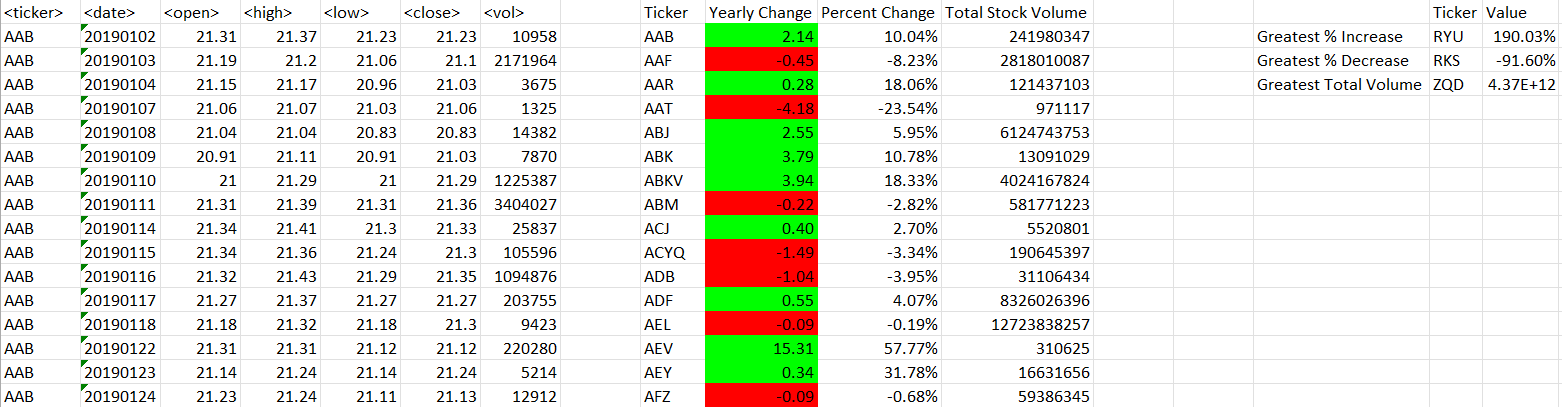 <ticker> <date> <open> <high> <low> <close> <vol> Ticker Yearly Change Percent Change Total Stock Volume Ticker Value
AAB 20190102 21.31 21.37 21.23 21.23 10958 AAB 2.14 10.04% 241980347 Greatest % Increase RYU 190.03%
AAB 20190103 21.19 21.2 21.06 21.1 2171964 AAF -0.45 -8.23% 2818010087 Greatest % Decrease RKS -91.60%
AAB 20190104 21.15 21.17 20.96 21.03 3675 AAR 0.28 18.06% 121437103 Greatest Total Volume ZQD 4.37E+12
AAB 20190107 21.06 21.07 21.03 21.06 1325 AAT -4.18 -23.54% 971117
AAB 20190108 21.04 21.04 20.83 20.83 14382 ABJ 2.55 5.95% 6124743753
AAB 20190109 20.91 21.11 20.91 21.03 7870 ABK 3.79 10.78% 13091029
AAB 20190110 21 21.29 21 21.29 1225387 ABKV 3.94 18.33% 4024167824
AAB 20190111 21.31 21.39 21.31 21.36 3404027 ABM -0.22 -2.82% 581771223
AAB 20190114 21.34 21.41 21.3 21.33 25837 ACJ 0.40 2.70% 5520801
AAB 20190115 21.34 21.36 21.24 21.3 105596 ACYQ -1.49 -3.34% 190645397
AAB 20190116 21.32 21.43 21.29 21.35 1094876 ADB -1.04 -3.95% 31106434
AAB 20190117 21.27 21.37 21.27 21.27 203755 ADF 0.55 4.07% 8326026396
AAB 20190118 21.18 21.32 21.18 21.3 9423 AEL -0.09 -0.19% 12723838257
AAB 20190122 21.31 21.31 21.12 21.12 220280 AEV 15.31 57.77% 310625
AAB 20190123 21.14 21.24 21.14 21.24 5214 AEY 0.34 31.78% 16631656
AAB 20190124 21.23 21.24 21.11 21.13 12912 AFZ -0.09 -0.68% 59386345